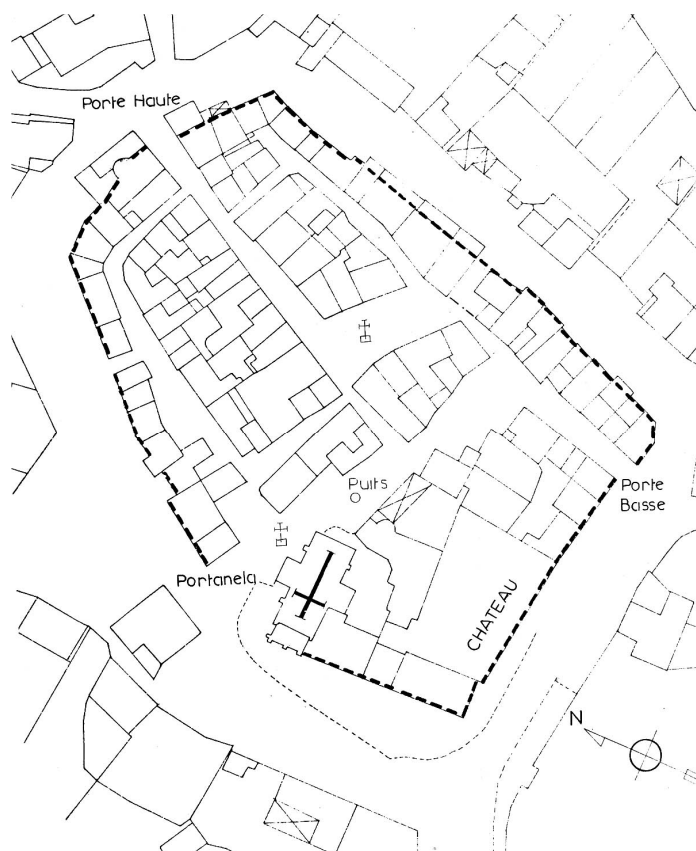 Porte Haute
Puits
Porte
Basse
Portanela
CHATEAU
N